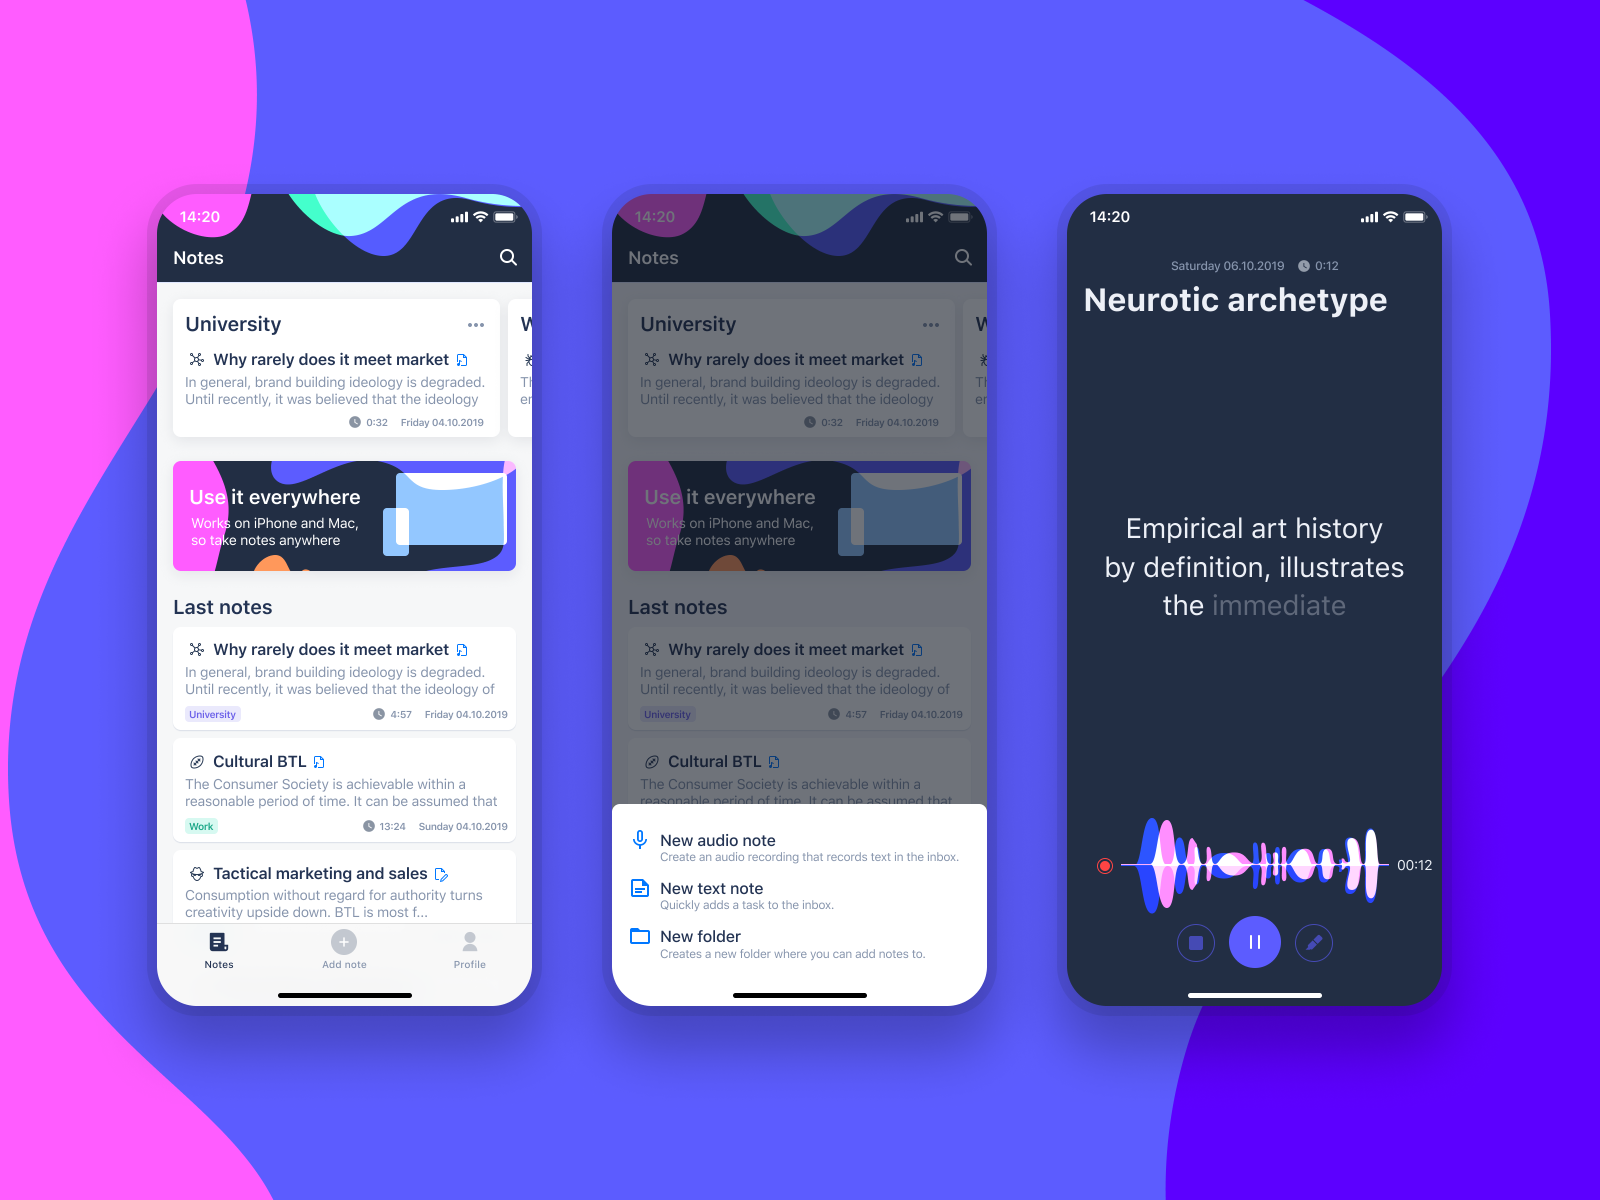 14:20
Notes
University
W
Why rarely does it meet market
In general, brand building ideology is degraded.
Th
Until recently, it was believed that the ideology
er
0:32 Friday 04.10.2019
Use it everywhere
Works on iPhone and Mac,
so take notes anywhere
Last notes
Why rarely does it meet market
In general, brand building ideology is degraded.
Until recently, it was believed that the ideology of
University 4:57 Friday 04.10.2019
Cultural BTL
The Consumer Society is achievable within a
reasonable period of time. It can be assumed that
Work 13:24 Sunday 04.10.2019
Tactical marketing and sales
Consumption without regard for authority turns
creativity upside down. BTL is most f...
Notes Add note Profile
14:20
Notes
University
W
Why rarely does it meet market
In general, brand building ideology is degraded.
Th
Until recently, it was believed that the ideology
er
0:32 Friday 04.10.2019
Use it everywhere
Works on iPhone and Mac,
so take notes anywhere
Last notes
Why rarely does it meet market
In general, brand building ideology is degraded.
Until recently, it was believed that the ideology of
University 4:57 Friday 04.10.2019
Cultural BTL
The Consumer Society is achievable within a
reasonable period of time. It can be assumed that
New audio note
Create an audio recording that records text in the inbox.
New text note
Quickly adds a task to the inbox.
New folder
Creates a new folder where you can add notes to.
14:20
Saturday 06.10.2019 0:12
Neurotic archetype
Empirical art history
by definition, illustrates
the immediate
00:12